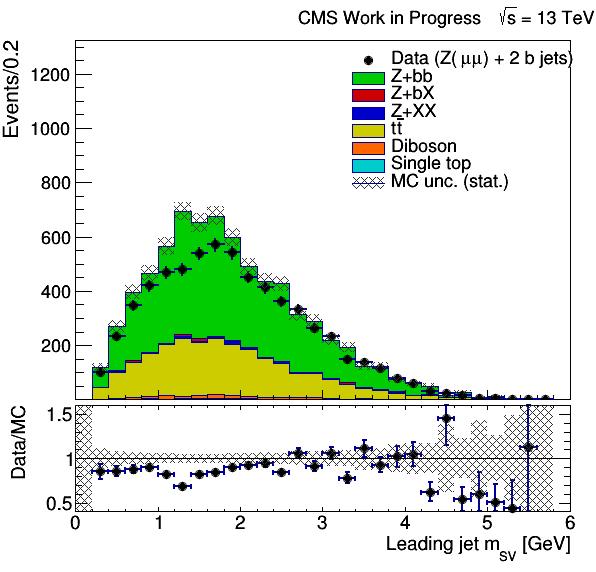 CMS Work in Progress √s = 13 TeV
Events/0.2
1200
1000
800
600
400
200
Data (Z(μμ) + 2 b jets)
Z+bb
Z+bX
Z+XX
tt̅
Diboson
Single top
MC unc. (stat.)
Data/MC
1.5
1
0.5
0 1 2 3 4 5 6
Leading jet mSV [GeV]